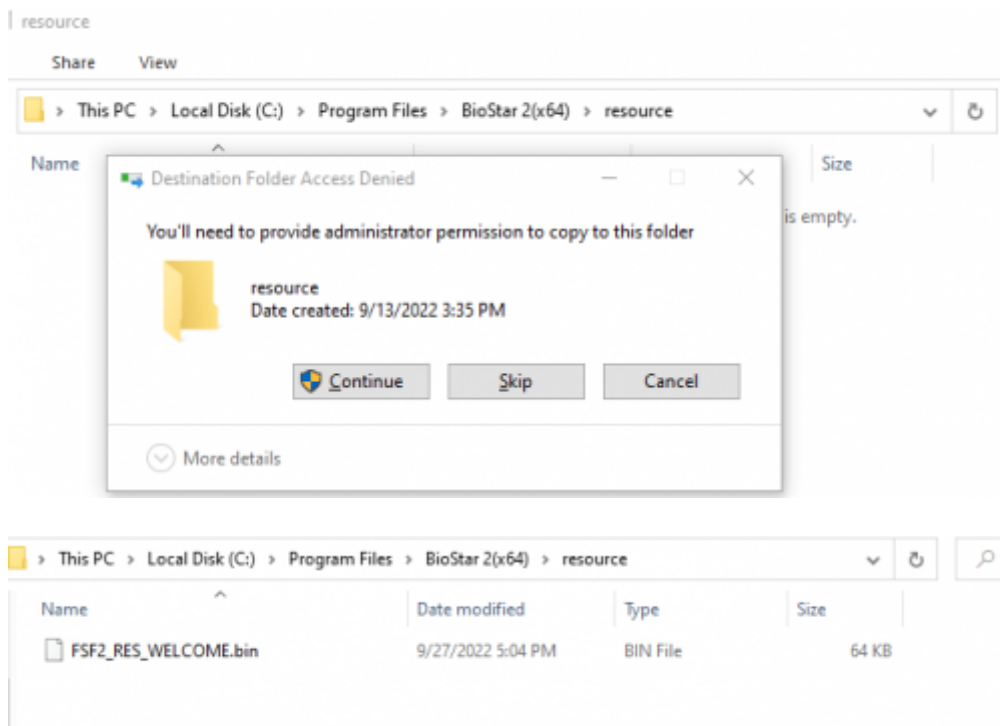 resource
Share View
> This PC > Local Disk (C:) > Program Files > BioStar 2(x64) > resource
Name Size
Destination Folder Access Denied
is empty.
You'll need to provide administrator permission to copy to this folder
resource
Date created: 9/13/2022 3:35 PM
Continue Skip Cancel
More details
> This PC > Local Disk (C:) > Program Files > BioStar 2(x64) > resource
Name Date modified Type Size
FSF2_RES_WELCOME.bin 9/27/2022 5:04 PM BIN File 64 KB